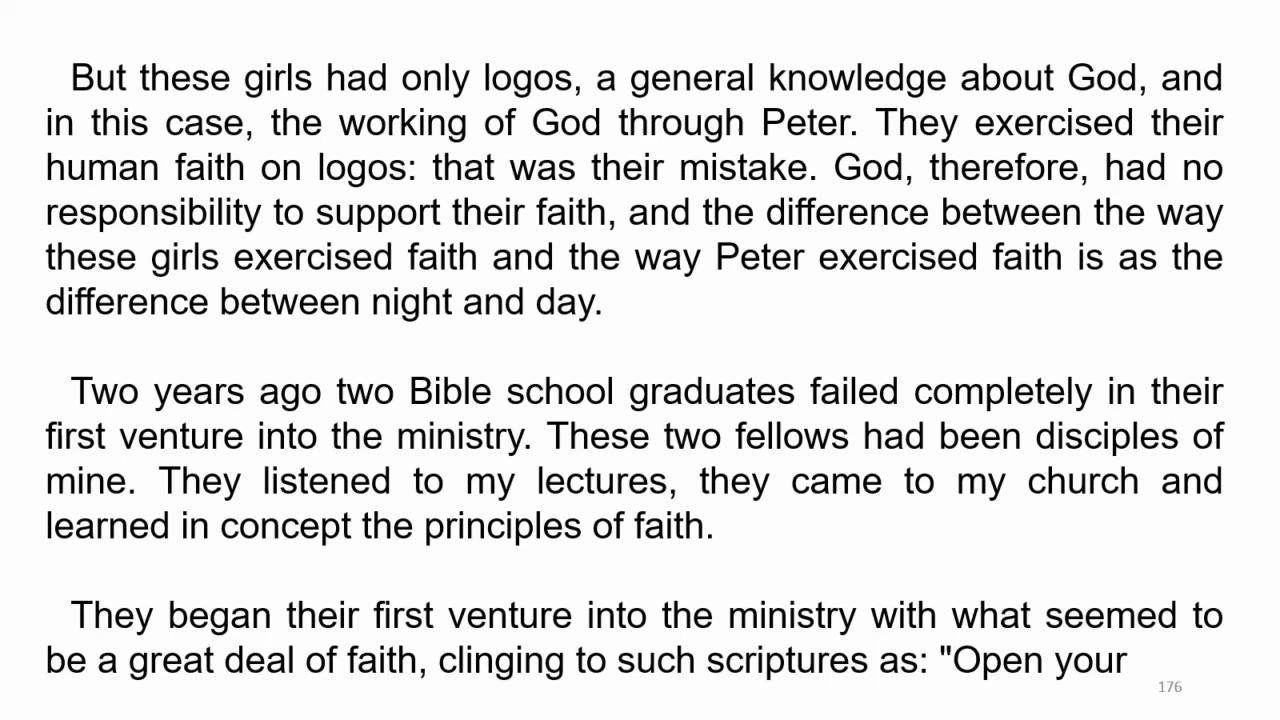 But these girls had only logos, a general knowledge about God, and
in this case, the working of God through Peter. They exercised their
human faith on logos: that was their mistake. God, therefore, had no
responsibility to support their faith, and the difference between the way
these girls exercised faith and the way Peter exercised faith is as the
difference between night and day.
Two years ago two Bible school graduates failed completely in their
first venture into the ministry. These two fellows had been disciples of
mine. They listened to my lectures, they came to my church and
learned in concept the principles of faith.
They began their first venture into the ministry with what seemed to
be a great deal of faith, clinging to such scriptures as: "Open your
176